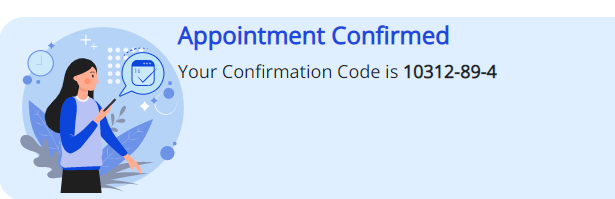 Appointment Confirmed
Your Confirmation Code is 10312-89-4